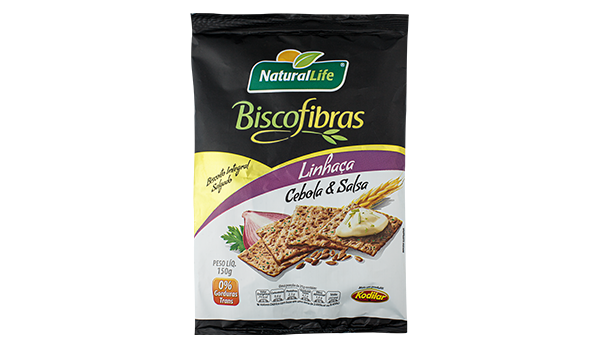 NaturalLife
Biscofibras
Biscoito Integral
Salgado
Linhaça
Cebola & Salsa
PESO LÍQ.
150g
0%
Gorduras
Trans
Kodilar